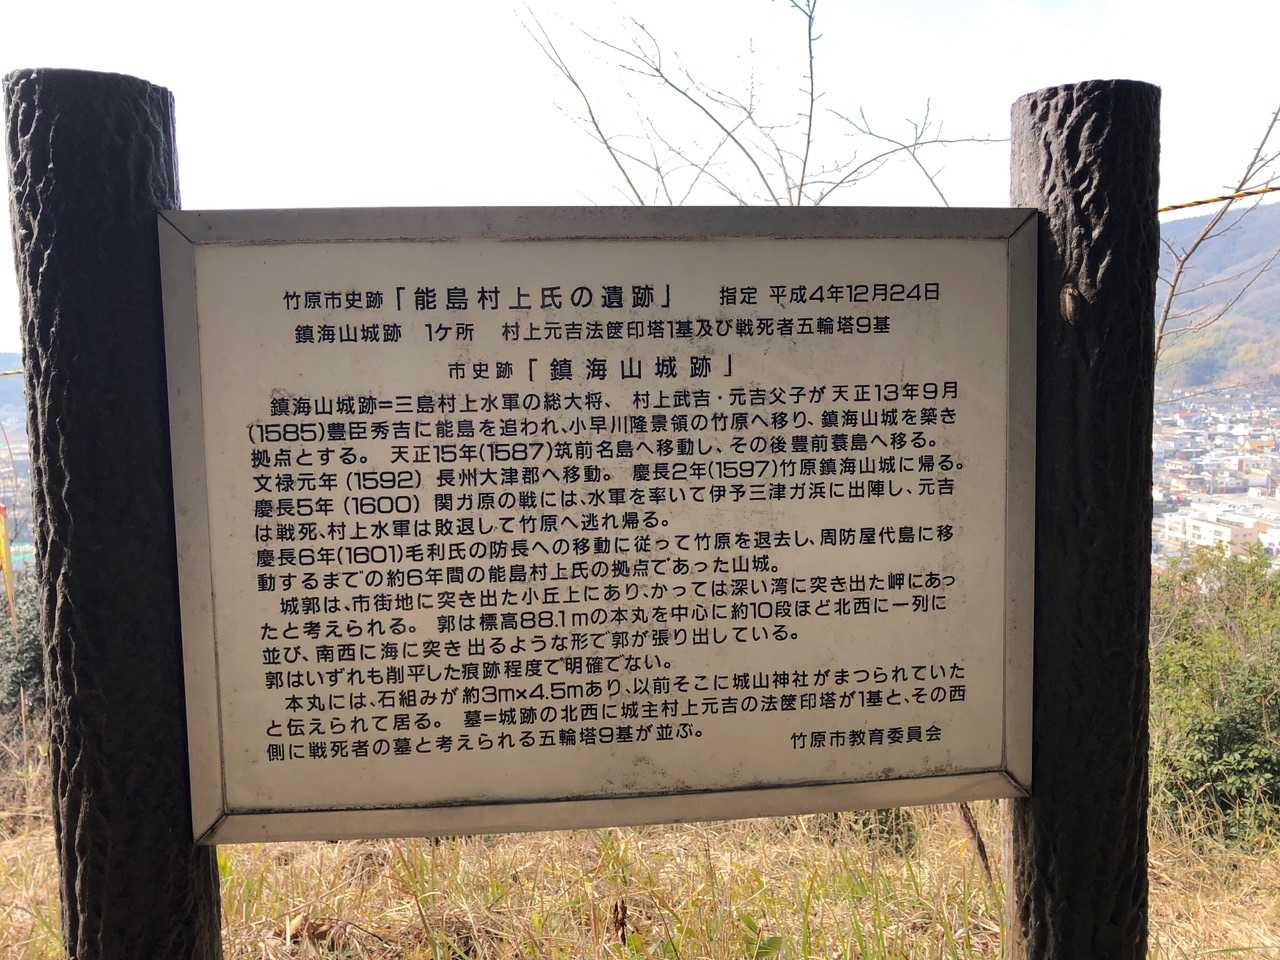 竹原市史跡「能島村上氏の遺跡」 指定 平成4年12月24日
鎮海山城跡 1ケ所 村上元吉法筺印塔1基及び戦死者五輪塔9基
市史跡「鎮海山城跡」
鎮海山城跡=三島村上水軍の総大将、 村上武吉・元吉父子が天正13年9月
(1585)豊臣秀吉に能島を追われ、小早川隆景領の竹原へ移り、鎮海山城を築き
拠点とする。 天正15年(1587)筑前名島へ移動し、その後豊前蓑島へ移る。
文禄元年(1592)長州大津郡へ移動。 慶長2年(1597)竹原鎮海山城に帰る。
慶長5年(1600)関ガ原の戦には、水軍を率いて伊予三津ガ浜に出陣し、元吉
は戦死、村上水軍は敗退して竹原へ逃れ帰る。
慶長6年(1601)毛利氏の防長への移動に従って竹原を退去し、周防屋代島に移
動するまでの約6年間の能島村上氏の拠点であった山城。
城郭は、市街地に突き出た小丘上にあり、かっては深い湾に突き出た岬にあっ
たと考えられる。 郭は標高88.1mの本丸を中心に約10段ほど北西に一列に
並び、南西に海に突き出るような形で郭が張り出している。
郭はいずれも削平した痕跡程度で明確でない。
本丸には、石組みが約3m×4.5mあり、以前そこに城山神社がまつられていた
と伝えられて居る。 墓=城跡の北西に城主村上元吉の法筺印塔が1基と、その西
側に戦死者の墓と考えられる五輪塔9基が並ぶ。 竹原市教育委員会